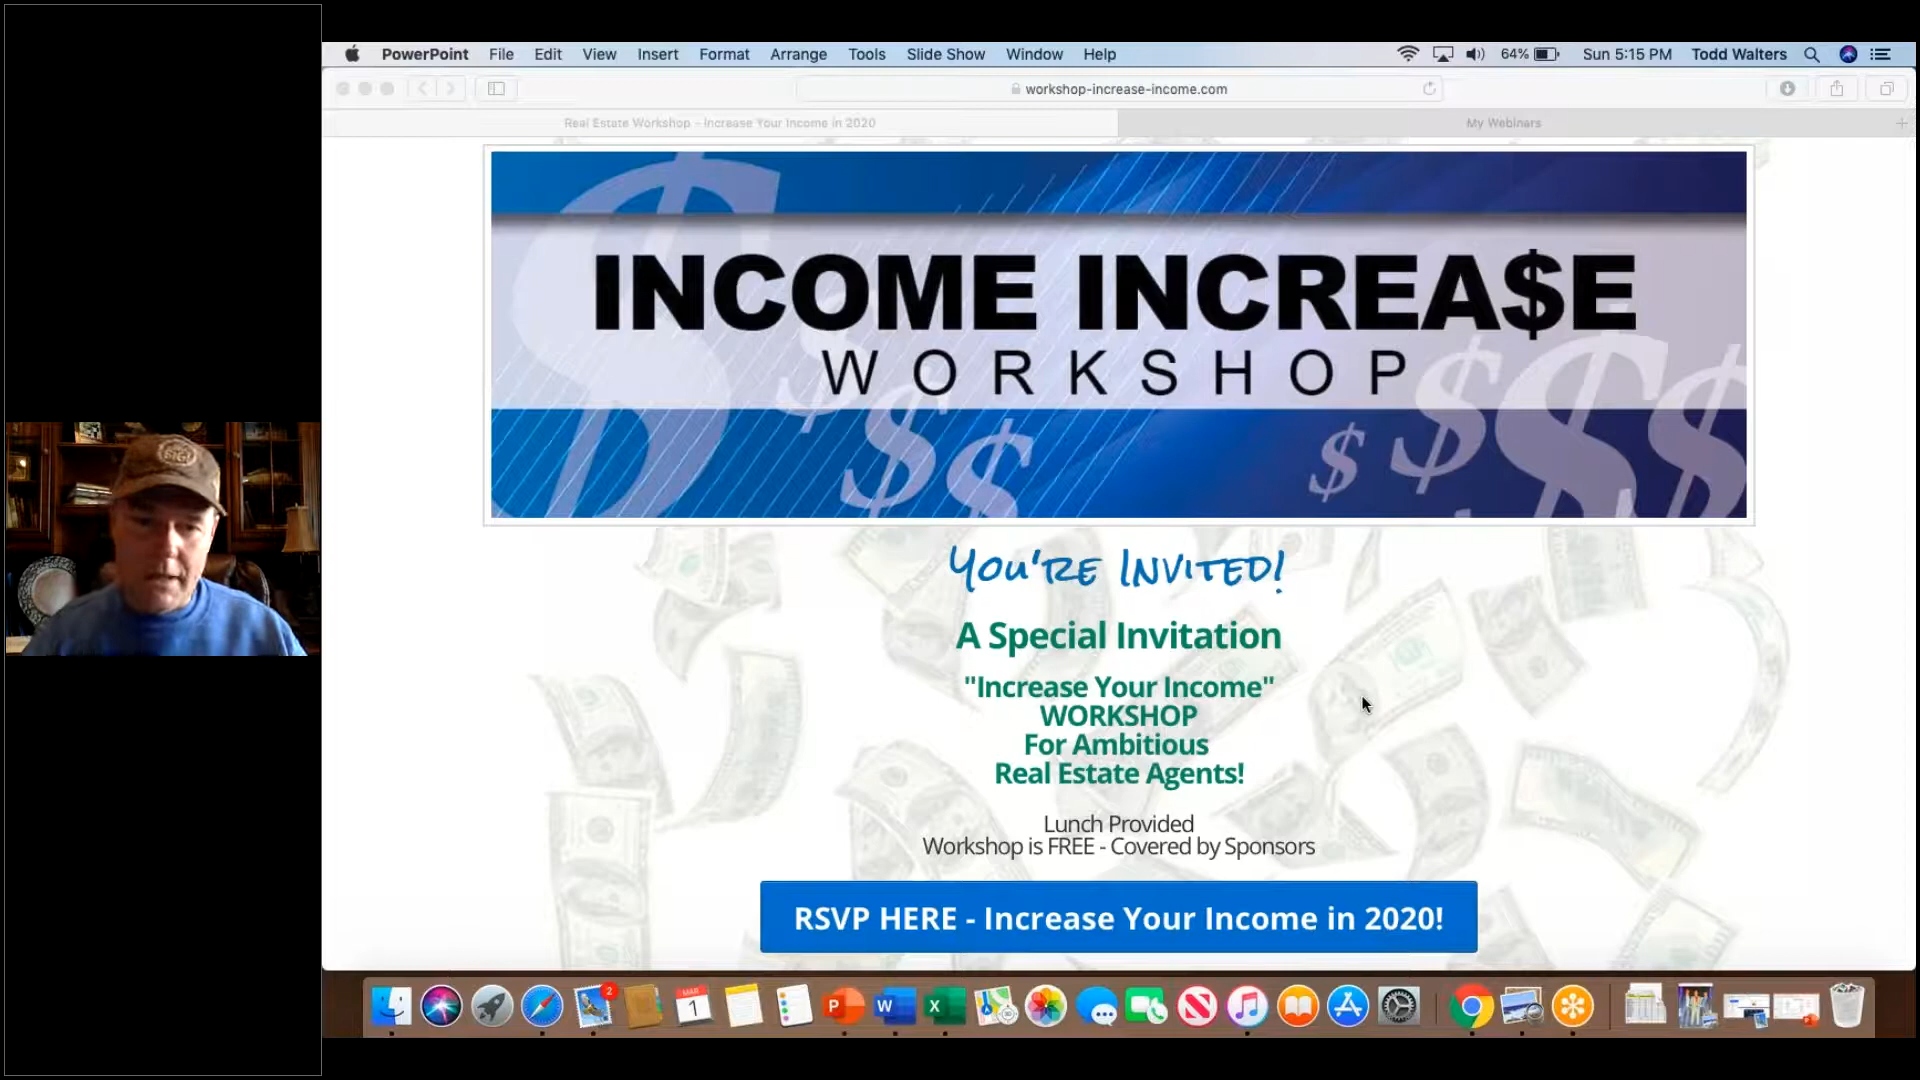 PowerPoint File Edit View Insert Format Arrange Tools Slide Show Window Help 64% Sun 5:15 PM Todd Walters
workshop-increase-income.com
Real Estate Workshop - Increase Your Income in 2020 My Webinars
INCOME INCREA$E
WORKSHOP
You're Invited!
A Special Invitation
"Increase Your Income"
WORKSHOP
For Ambitious
Real Estate Agents!
Lunch Provided
Workshop is FREE - Covered by Sponsors
RSVP HERE - Increase Your Income in 2020!
2
MAR
1
P
W
X